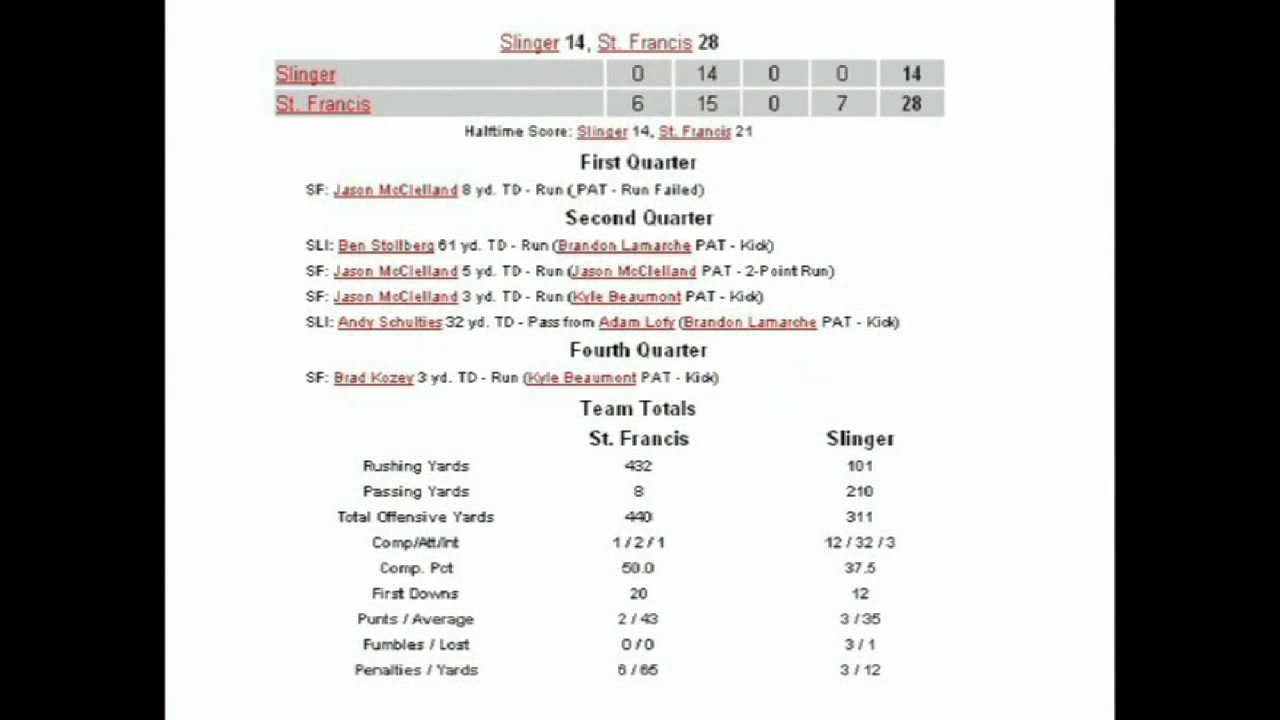 Slinger 14, St. Francis 28
Slinger 0 14 0 0 14
St. Francis 6 15 0 7 28
Halftime Score: Slinger 14, St. Francis 21
First Quarter
SF: Jason McClelland 8 yd. TD - Run (PAT - Run Failed)
Second Quarter
SLI: Ben Stollberg 61 yd. TD - Run (Brandon Lamarche PAT - Kick)
SF: Jason McClelland 5 yd. TD - Run (Jason McClelland PAT - 2-Point Run)
SF: Jason McClelland 3 yd. TD - Run (Kyle Beaumont PAT - Kick)
SLI: Andy Schulties 32 yd. TD - Pass from Adam Lofy (Brandon Lamarche PAT - Kick)
Fourth Quarter
SF: Brad Kozey 3 yd. TD - Run (Kyle Beaumont PAT - Kick)
Team Totals
St. Francis Slinger
Rushing Yards 432 101
Passing Yards 8 210
Total Offensive Yards 440 311
Comp/Att/Int 1 / 2 / 1 12 / 32 / 3
Comp. Pct 50.0 37.5
First Downs 20 12
Punts / Average 2 / 43 3 / 35
Fumbles / Lost 0 / 0 3 / 1
Penalties / Yards 6 / 65 3 / 12